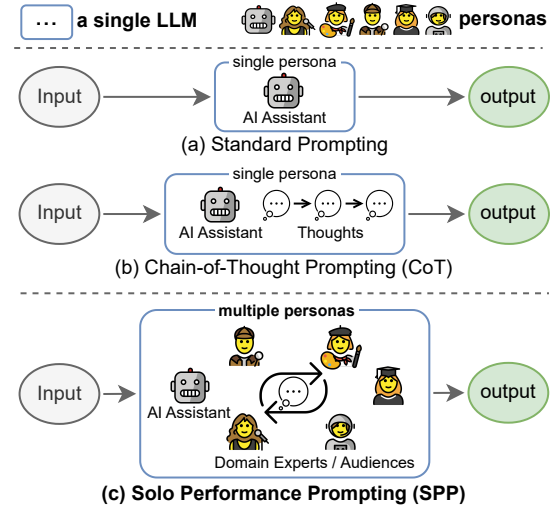 ... a single LLM
personas
single persona
Input
AI Assistant
output
(a) Standard Prompting
single persona
Input
AI Assistant
Thoughts
output
(b) Chain-of-Thought Prompting (CoT)
multiple personas
Input
AI Assistant
output
Domain Experts / Audiences
(c) Solo Performance Prompting (SPP)